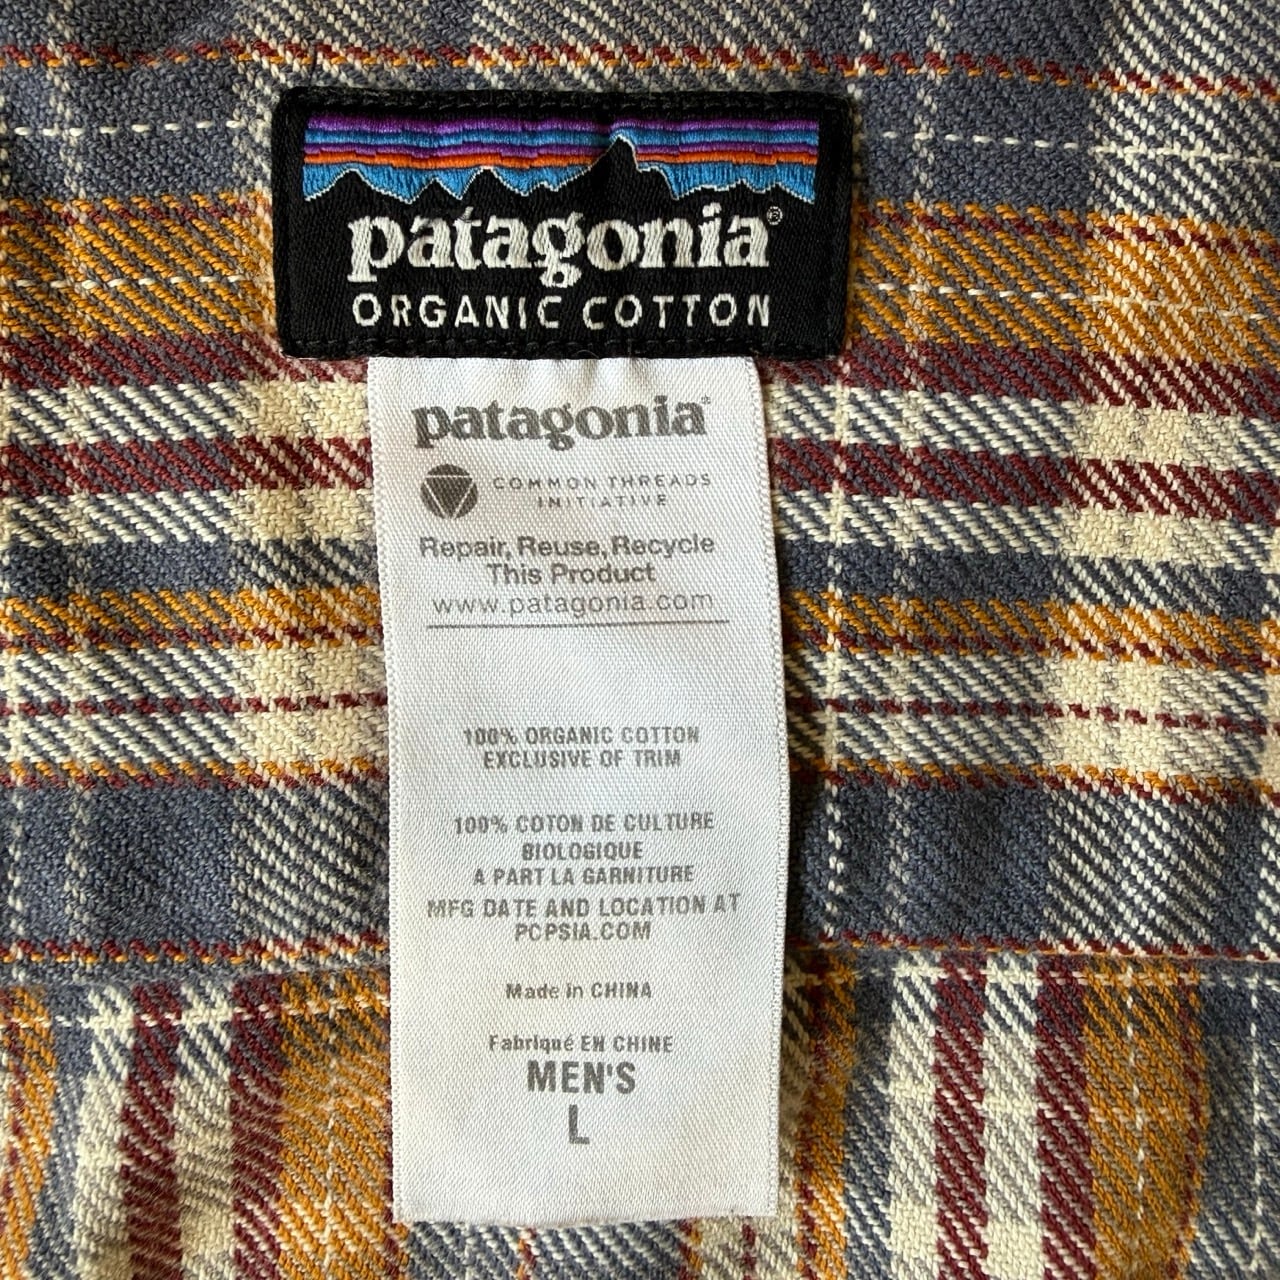 patagonia®
ORGANIC COTTON
patagonia®
COMMON THREADS
INITIATIVE
Repair, Reuse, Recycle
This Product
www.patagonia.com
100% ORGANIC COTTON
EXCLUSIVE OF TRIM
100% COTON DE CULTURE
BIOLOGIQUE
A PART LA GARNITURE
MFG DATE AND LOCATION AT
PCPSIA.COM
Made in CHINA
Fabriqué EN CHINE
MEN'S
L